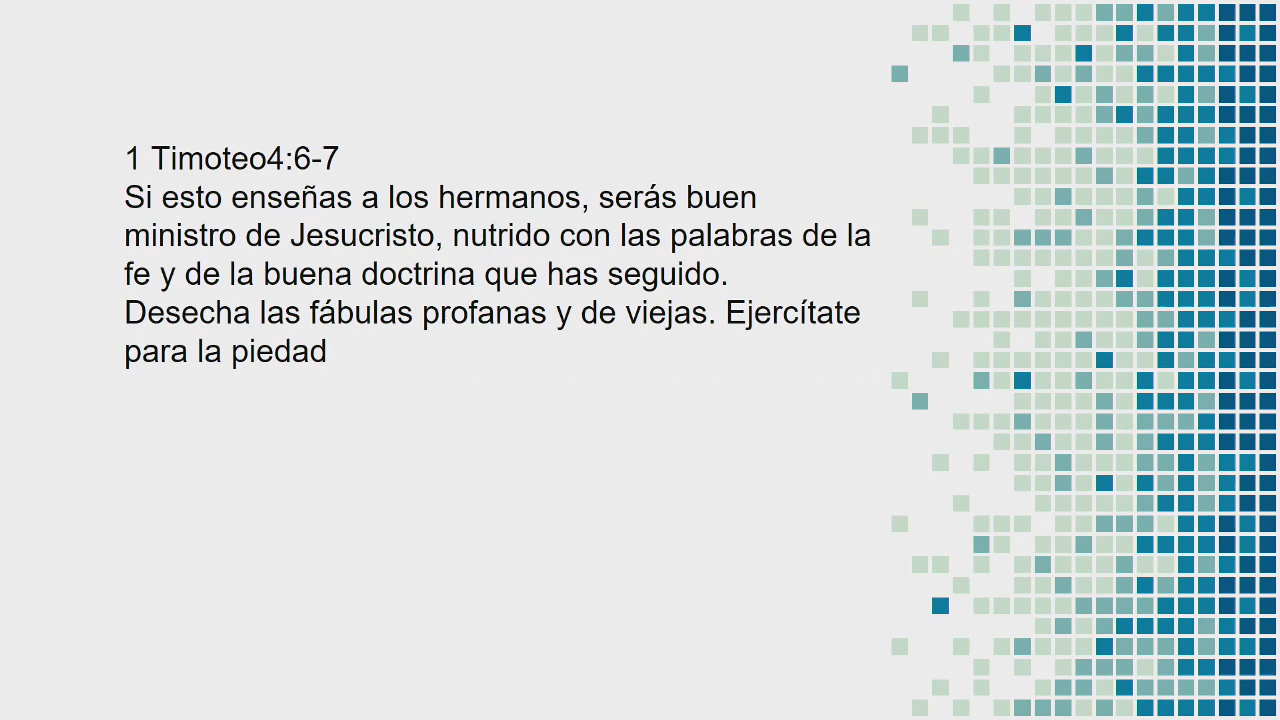 1 Timoteo4:6-7
Si esto enseñas a los hermanos, serás buen
ministro de Jesucristo, nutrido con las palabras de la
fe y de la buena doctrina que has seguido.
Desecha las fábulas profanas y de viejas. Ejercítate
para la piedad